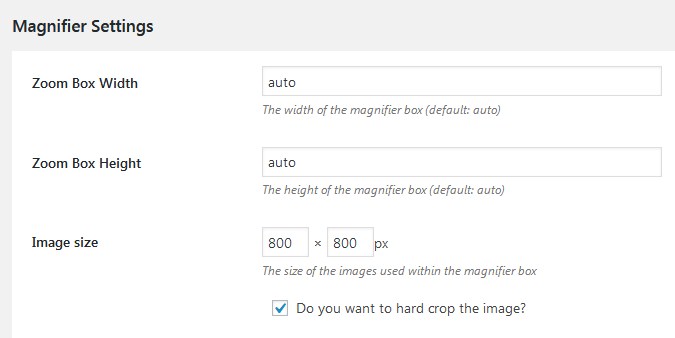 Magnifier Settings
Zoom Box Width
auto
The width of the magnifier box (default: auto)
Zoom Box Height
auto
The height of the magnifier box (default: auto)
Image size
800 × 800 px
The size of the images used within the magnifier box
Do you want to hard crop the image?